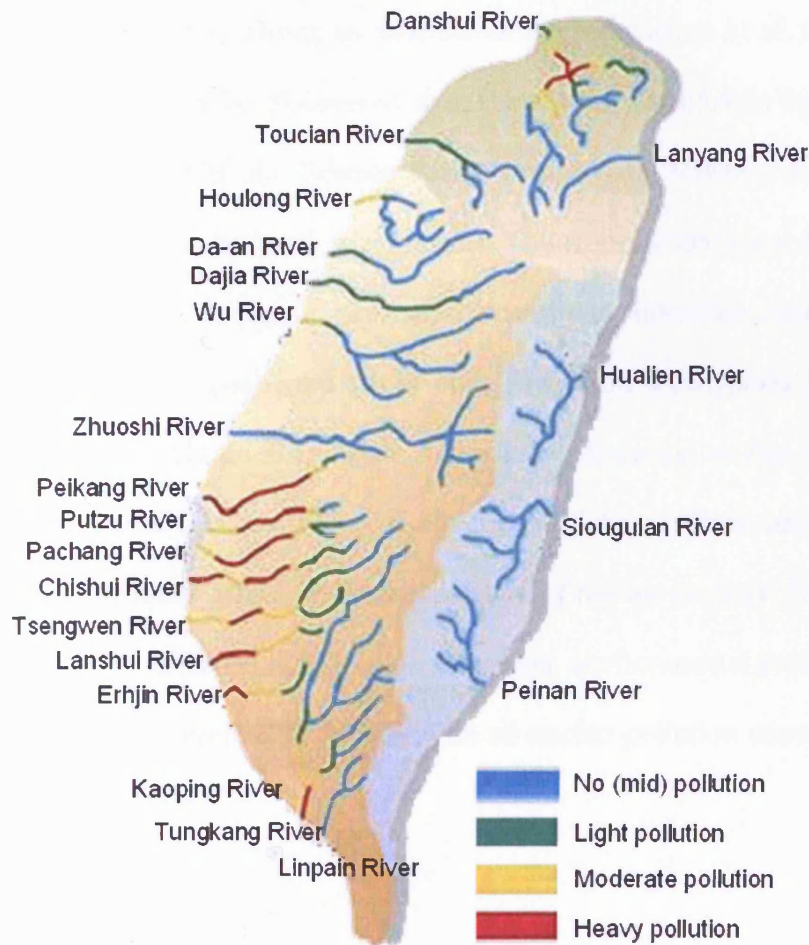 Danshui River
Toucian River
Lanyang River
Houlong River
Da-an River
Dajia River
Wu River
Hualien River
Zhuoshi River
Peikang River
Putzu River
Siougulan River
Pachang River
Chishui River
Tsengwen River
Lanshui River
Erhjin River
Peinan River
Kaoping River
Tungkang River
Linpain River
No (mid) pollution
Light pollution
Moderate pollution
Heavy pollution